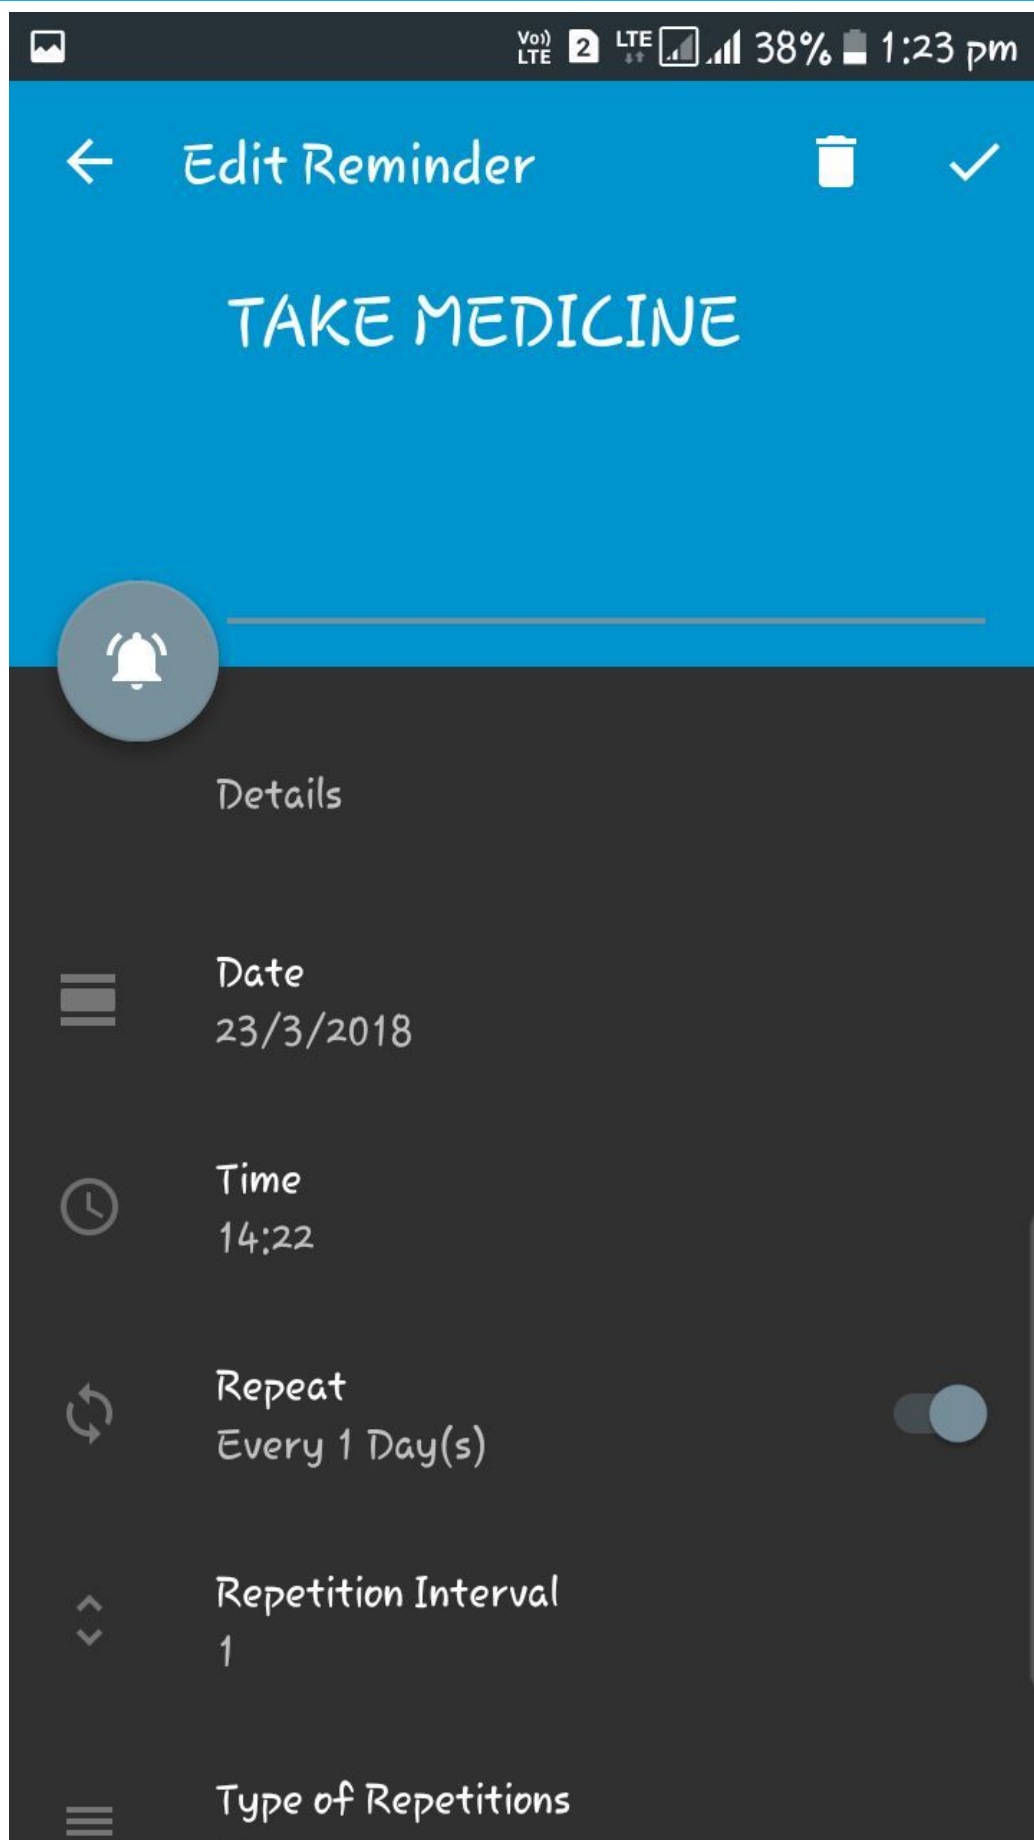 Vo)) LTE 2 LTE 38% 1:23 pm
Edit Reminder
TAKE MEDICINE
Details
Date
23/3/2018
Time
14:22
Repeat
Every 1 Day(s)
Repetition Interval
1
Type of Repetitions